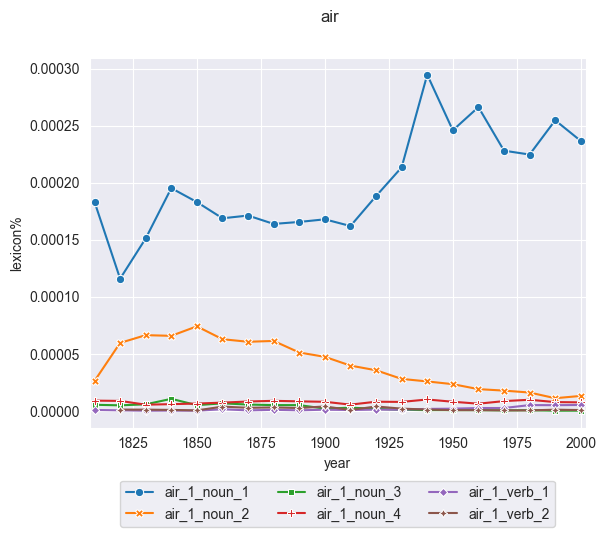 air
0.00030
0.00025
0.00020
0.00015
0.00010
0.00005
0.00000
lexicon%
1825 1850 1875 1900 1925 1950 1975 2000
year
air_1_noun_1 air_1_noun_3 air_1_verb_1
air_1_noun_2 air_1_noun_4 air_1_verb_2